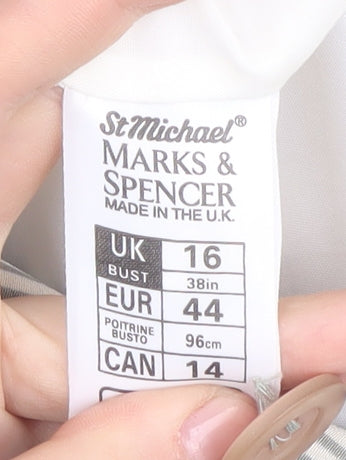 St Michael®
MARKS &
SPENCER
MADE IN THE U.K.
UK 16
BUST 38in
EUR 44
POITRINE
BUSTO 96cm
CAN 14